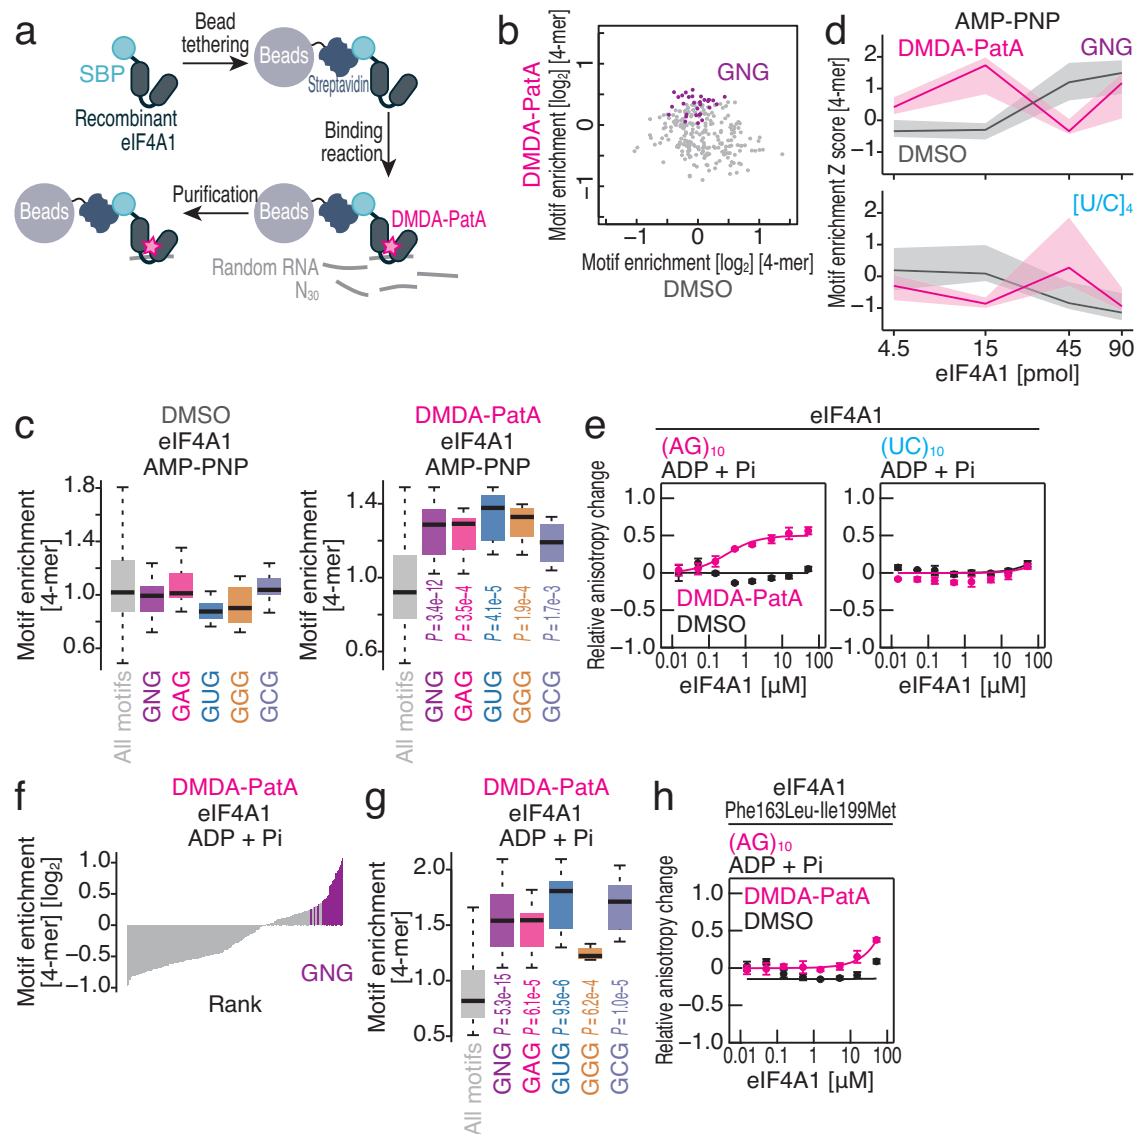 a
Bead
tethering
SBP
Recombinant
eIF4A1
Beads
Streptavidin
Binding
reaction
Purification
Beads
Beads
DMDA-PatA
Random RNA
N30
b
DMDA-PatA
Motif enrichment [log2] [4-mer]
GNG
1
0
−1
−1
0
1
Motif enrichment [log2] [4-mer]
DMSO
d
AMP-PNP
DMDA-PatA
GNG
DMSO
2
1
0
−1
Motif enrichment Z score [4-mer]
[U/C]4
2
1
0
−1
4.5
15
45
90
eIF4A1 [pmol]
c
DMSO
eIF4A1
AMP-PNP
Motif enrichment
[4-mer]
1.8
1.4
1.0
0.6
All motifs
GNG
GAG
GUG
GGG
GCG
DMDA-PatA
eIF4A1
AMP-PNP
Motif enrichment
[4-mer]
1.4
1.0
0.6
P = 3.4e-12
P = 3.5e-4
P = 4.1e-5
P = 1.9e-4
P = 1.7e-3
All motifs
GNG
GAG
GUG
GGG
GCG
e
eIF4A1
(AG)10
ADP + Pi
Relative anisotropy change
1.0
0.5
0
−0.5
−1.0
DMDA-PatA
DMSO
0.01
0.1
1
10
100
eIF4A1 [µM]
(UC)10
ADP + Pi
1.0
0.5
0
−0.5
−1.0
0.01
0.1
1
10
100
eIF4A1 [µM]
f
DMDA-PatA
eIF4A1
ADP + Pi
Motif enrichment
[4-mer] [log2]
1.0
0.5
0
−0.5
−1.0
GNG
Rank
g
DMDA-PatA
eIF4A1
ADP + Pi
Motif enrichment
[4-mer]
2.0
1.5
1.0
0.5
All motifs
GNG P = 5.3e-15
GAG P = 6.1e-5
GUG P = 9.5e-6
GGG P = 6.2e-4
GCG P = 1.0e-5
h
eIF4A1
Phe163Leu-Ile199Met
(AG)10
ADP + Pi
Relative anisotropy change
1.0
0.5
0
−0.5
−1.0
DMDA-PatA
DMSO
0.01
0.1
1
10
100
eIF4A1 [µM]